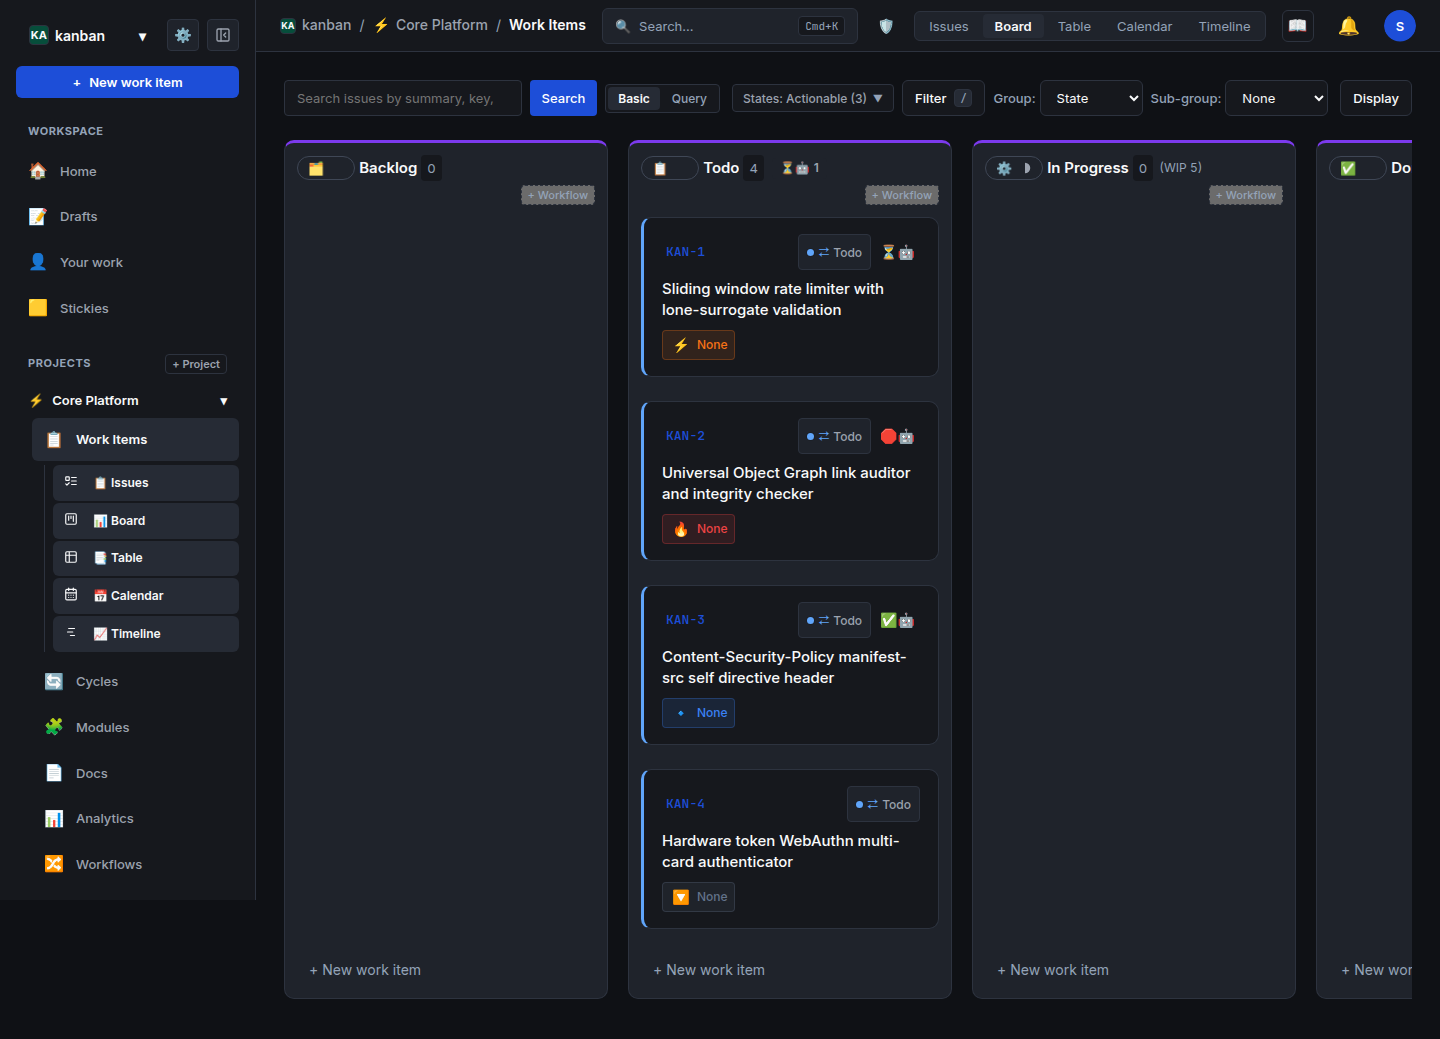 KA kanban ▾
+ New work item
WORKSPACE
Home
Drafts
Your work
Stickies
PROJECTS
+ Project
Core Platform ▾
Work Items
Issues
Board
Table
Calendar
Timeline
Cycles
Modules
Docs
Analytics
Workflows
KA kanban / Core Platform / Work Items
Search...
Cmd+K
Issues
Board
Table
Calendar
Timeline
S
Search issues by summary, key,
Search
Basic
Query
States: Actionable (3) ▼
Filter /
Group: State
Sub-group: None
Display
Backlog 0
+ Workflow
+ New work item
Todo 4 1
+ Workflow
KAN-1
Todo
Sliding window rate limiter with
lone-surrogate validation
None
KAN-2
Todo
Universal Object Graph link auditor
and integrity checker
None
KAN-3
Todo
Content-Security-Policy manifest-
src self directive header
None
KAN-4
Todo
Hardware token WebAuthn multi-
card authenticator
None
+ New work item
In Progress 0 (WIP 5)
+ Workflow
+ New work item
Do
+ New wor